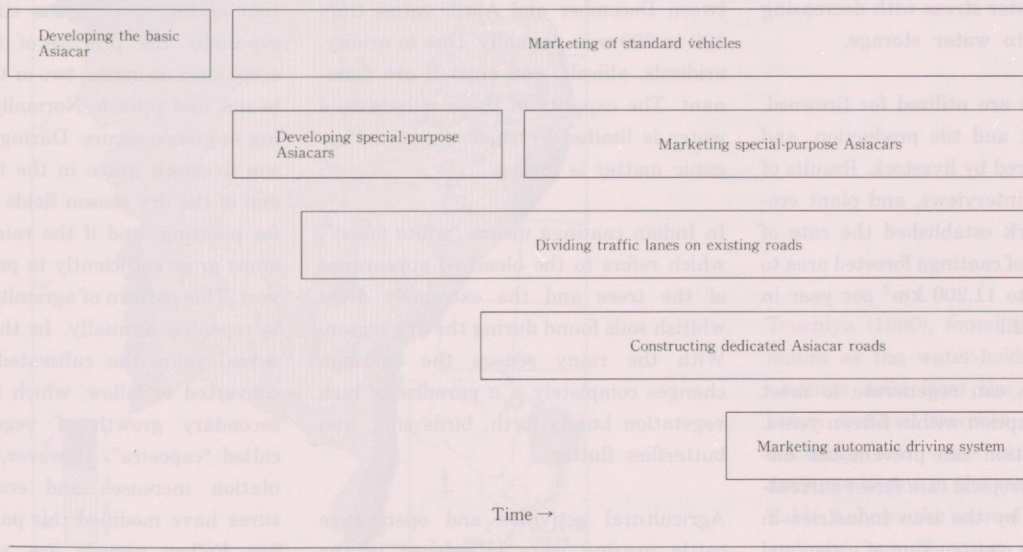 Developing the basic
Asiacar
Marketing of standard vehicles
Developing special-purpose
Asiacars
Marketing special-purpose Asiacars
Dividing traffic lanes on existing roads
Constructing dedicated Asiacar roads
Marketing automatic driving system
Time →